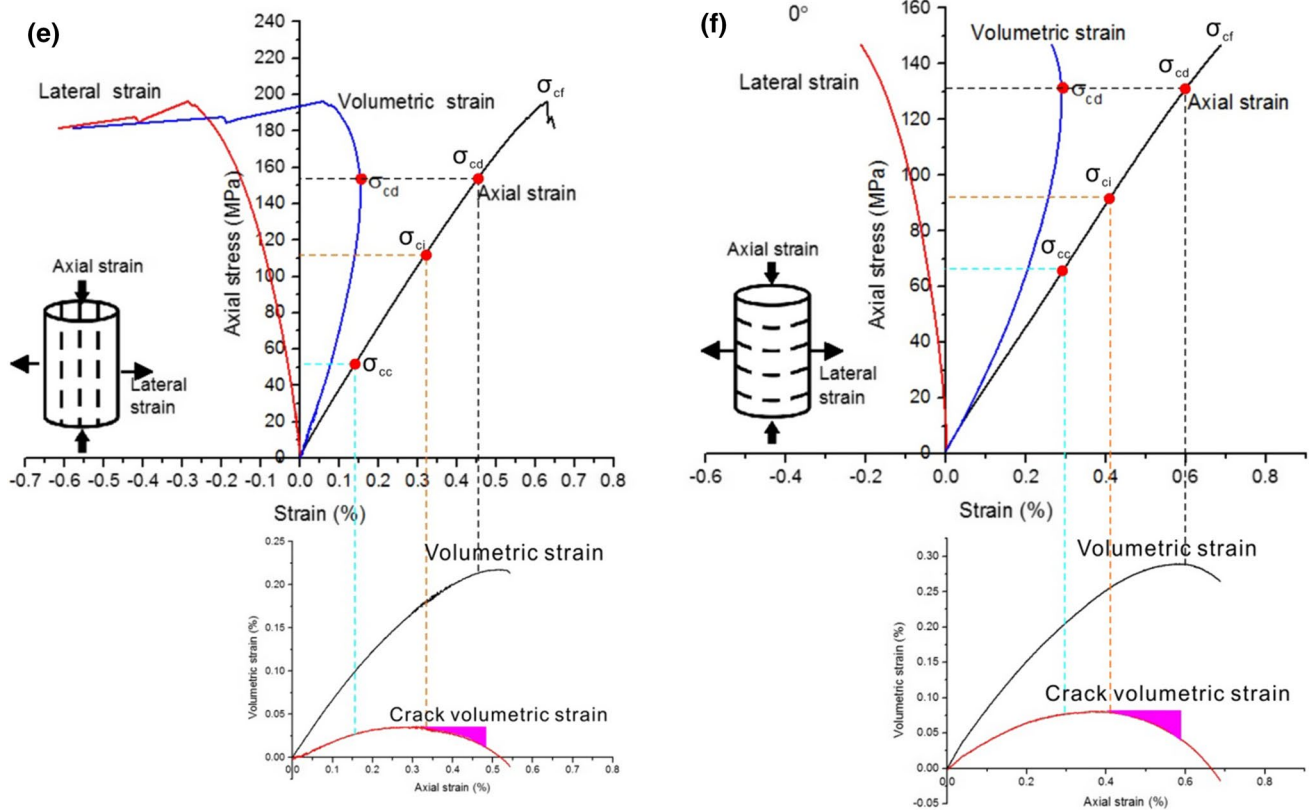 (e)
240
220
200
180
160
140
120
100
80
60
40
20
0
Axial stress (MPa)
Lateral strain
Volumetric strain
σcf
σcd
σcd
Axial strain
σci
σcc
Axial strain
Lateral
strain
-0.7 -0.6 -0.5 -0.4 -0.3 -0.2 -0.1 0.0 0.1 0.2 0.3 0.4 0.5 0.6 0.7 0.8
Strain (%)
0.25
0.20
0.15
0.10
0.05
0.00
Volumetric strain (%)
Volumetric strain
Crack volumetric strain
0.0 0.1 0.2 0.3 0.4 0.5 0.6 0.7 0.8
Axial strain (%)
(f)
0°
160
140
120
100
80
60
40
20
0
Axial stress (MPa)
Volumetric strain
σcf
Lateral strain
σcd
σcd
Axial strain
σci
σcc
Axial strain
Lateral
strain
-0.6 -0.4 -0.2 0.0 0.2 0.4 0.6 0.8
Strain (%)
0.30
0.25
0.20
0.15
0.10
0.05
0.00
-0.05
Volumetric strain (%)
Volumetric strain
Crack volumetric strain
0.0 0.2 0.4 0.6 0.8
Axial strain (%)